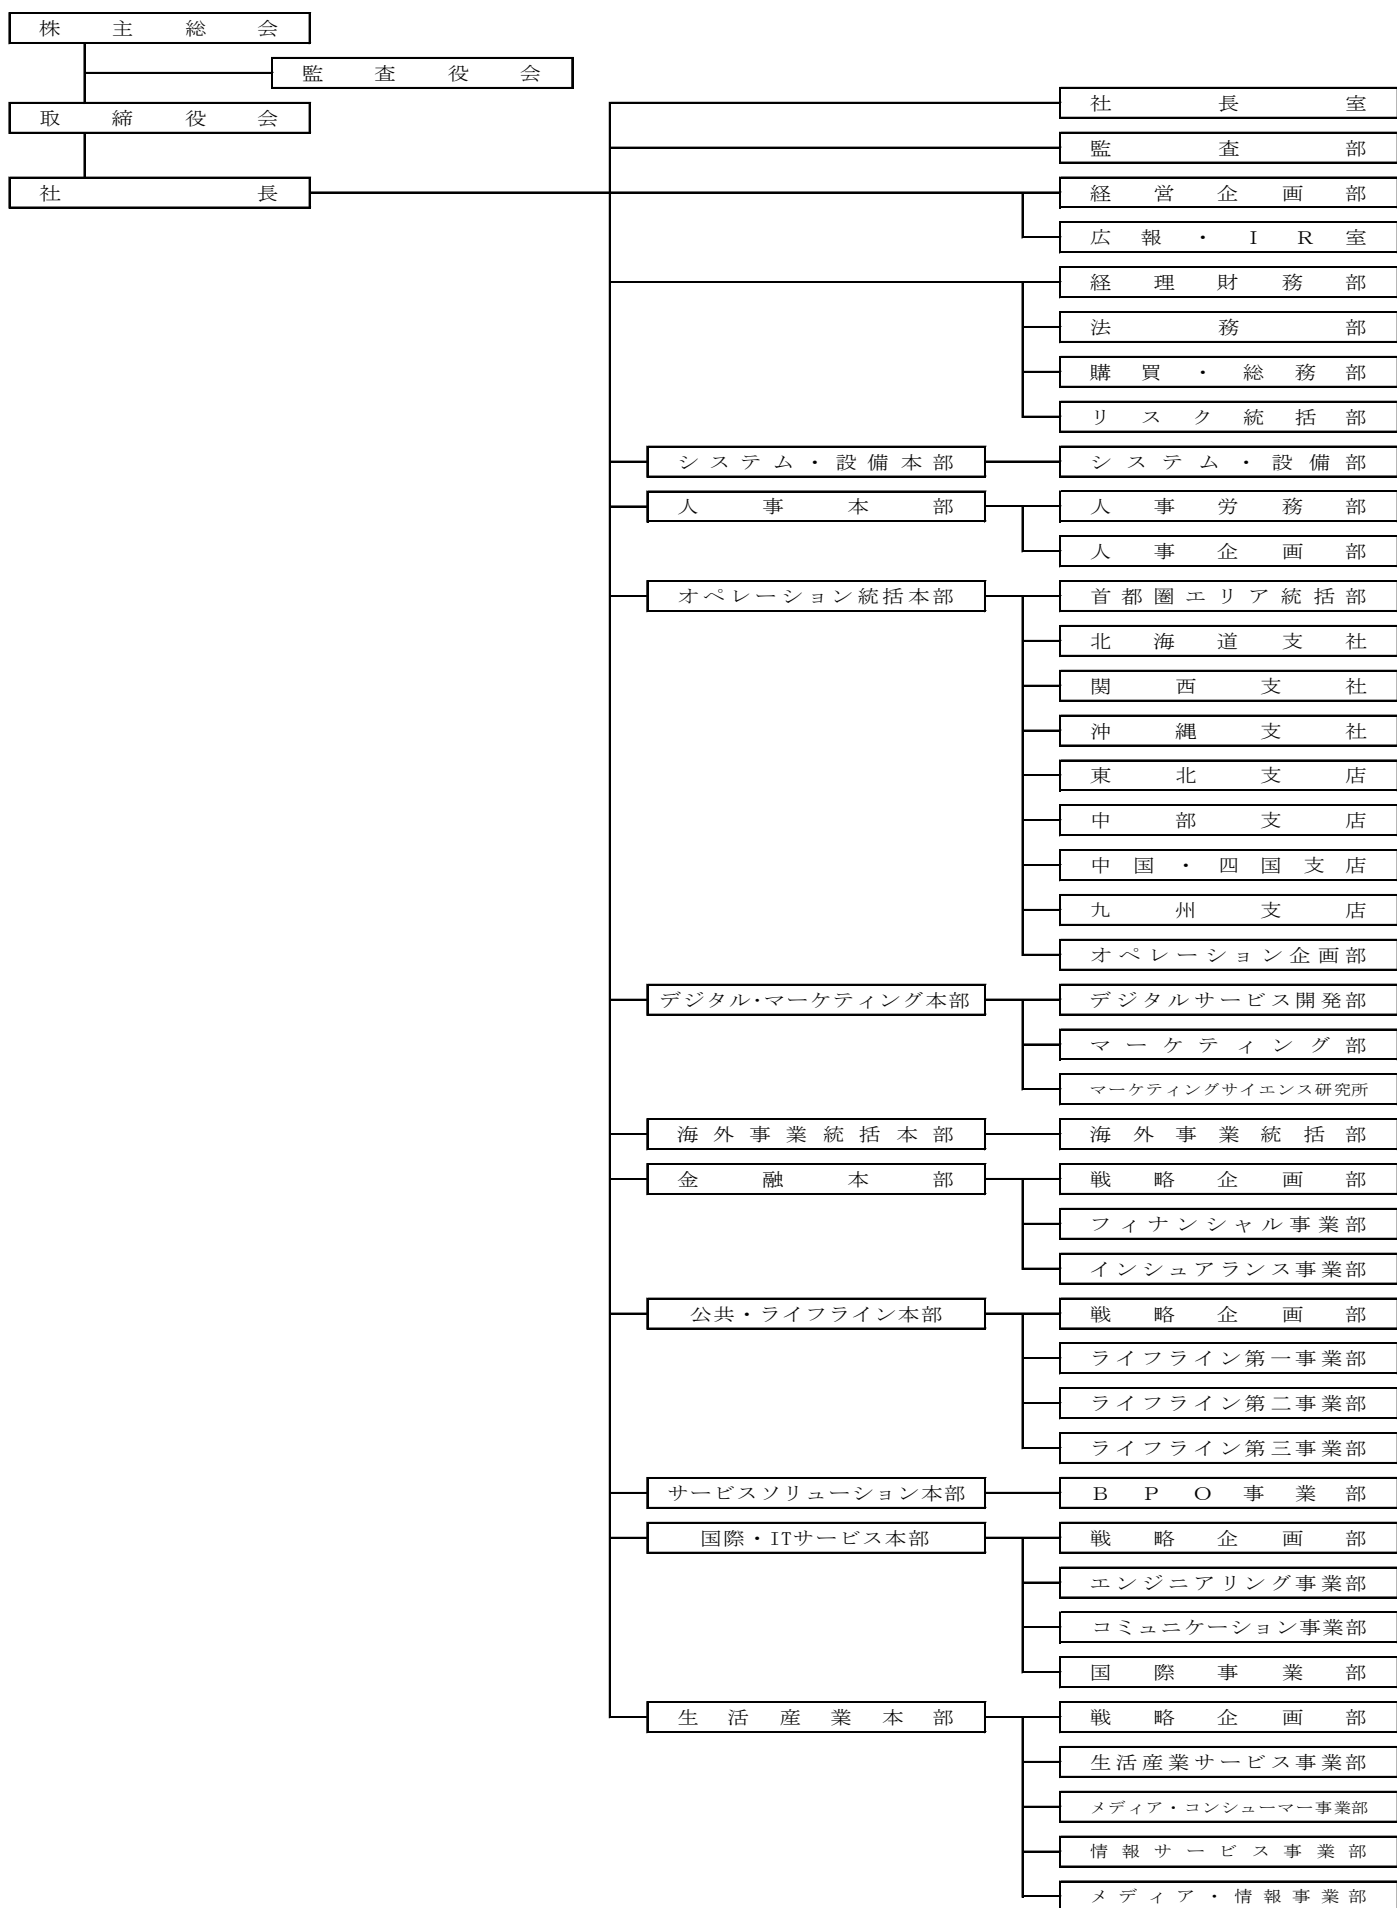 株主総会
監査役会
取締役会
社長
社長室
監査部
経営企画部
広報・ＩＲ室
経理財務部
法務部
購買・総務部
リスク統括部
システム・設備本部
システム・設備部
人事本部
人事労務部
人事企画部
オペレーション統括本部
首都圏エリア統括部
北海道支社
関西支社
沖縄支社
東北支店
中部支店
中国・四国支店
九州支店
オペレーション企画部
デジタル・マーケティング本部
デジタルサービス開発部
マーケティング部
マーケティングサイエンス研究所
海外事業統括本部
海外事業統括部
金融本部
戦略企画部
フィナンシャル事業部
インシュアランス事業部
公共・ライフライン本部
戦略企画部
ライフライン第一事業部
ライフライン第二事業部
ライフライン第三事業部
サービスソリューション本部
ＢＰＯ事業部
国際・ITサービス本部
戦略企画部
エンジニアリング事業部
コミュニケーション事業部
国際事業部
生活産業本部
戦略企画部
生活産業サービス事業部
メディア・コンシューマー事業部
情報サービス事業部
メディア・情報事業部